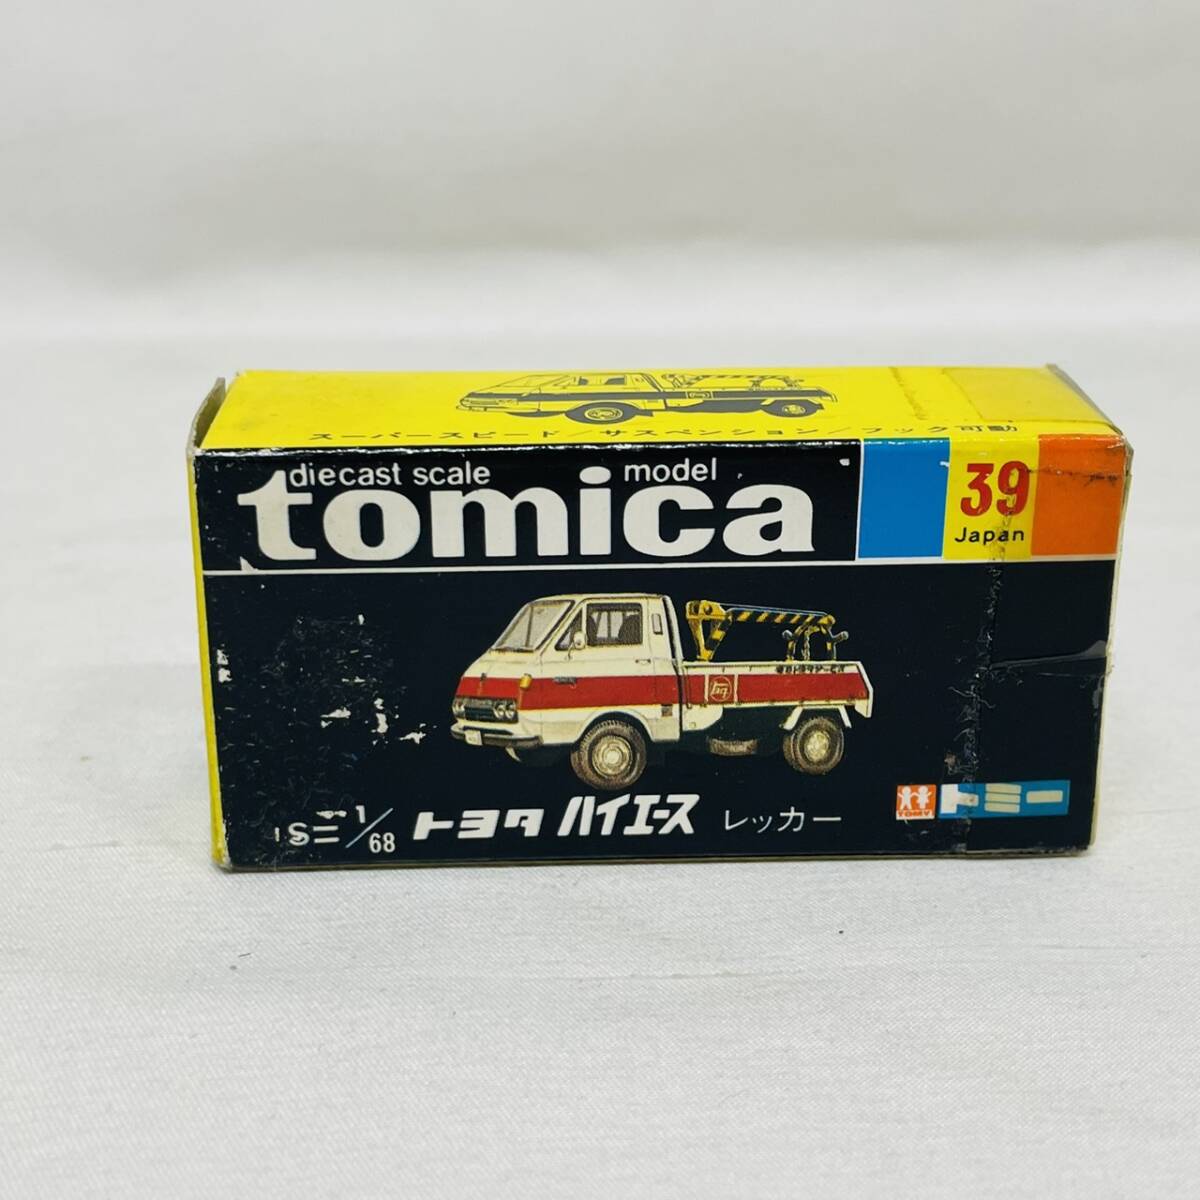 スーパースピード/サスペンション/フック可動
diecast scale model
tomica
39
Japan
S= 1/68 トヨタ ハイエース レッカー
TOMY トミー